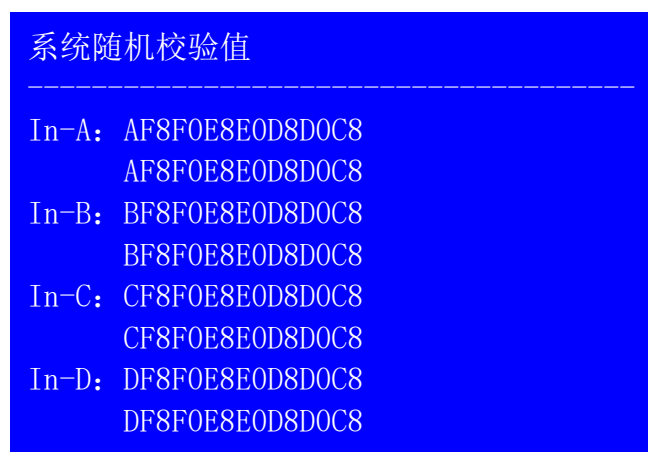 系统随机校验值
--------------------------------------
In-A：AF8F0E8E0D8D0C8
AF8F0E8E0D8D0C8
In-B：BF8F0E8E0D8D0C8
BF8F0E8E0D8D0C8
In-C：CF8F0E8E0D8D0C8
CF8F0E8E0D8D0C8
In-D：DF8F0E8E0D8D0C8
DF8F0E8E0D8D0C8